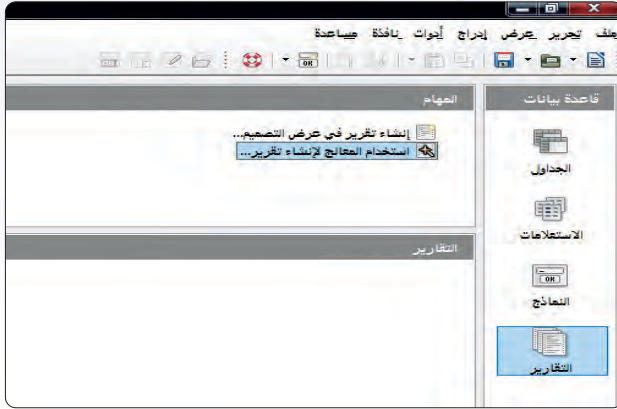 ملف تحرير عرض إدراج أدوات نافذة مساعدة
قاعدة بيانات
الجداول
الاستعلامات
النماذج
التقارير
المهام
إنشاء تقرير في عرض التصميم...
استخدام المعالج لإنشاء تقرير...
التقارير